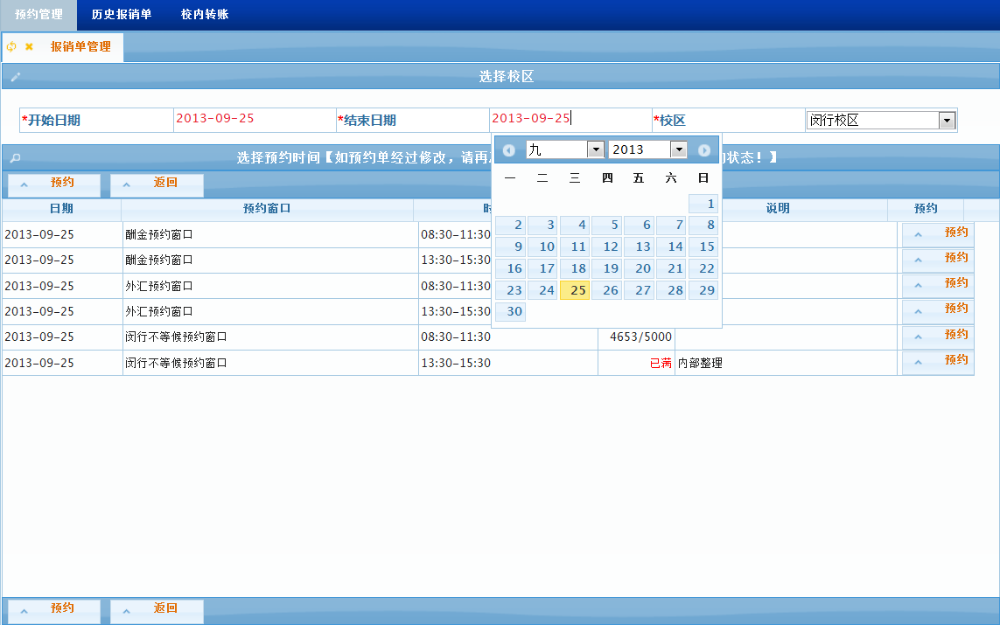 预约管理 历史报销单 校内转账
报销单管理
选择校区
*开始日期 2013-09-25 *结束日期 2013-09-25 *校区 闵行校区
选择预约时间【如预约单经过修改，请再 状态！】
九 2013
一 二 三 四 五 六 日
1
2 3 4 5 6 7 8
9 10 11 12 13 14 15
16 17 18 19 20 21 22
23 24 25 26 27 28 29
30
预约 返回
日期 预约窗口 说明 预约
2013-09-25 酬金预约窗口 08:30-11:30 预约
2013-09-25 酬金预约窗口 13:30-15:30 预约
2013-09-25 外汇预约窗口 08:30-11:30 预约
2013-09-25 外汇预约窗口 13:30-15:30 预约
2013-09-25 闵行不等候预约窗口 08:30-11:30 4653/5000 预约
2013-09-25 闵行不等候预约窗口 13:30-15:30 已满 内部整理 预约
预约 返回